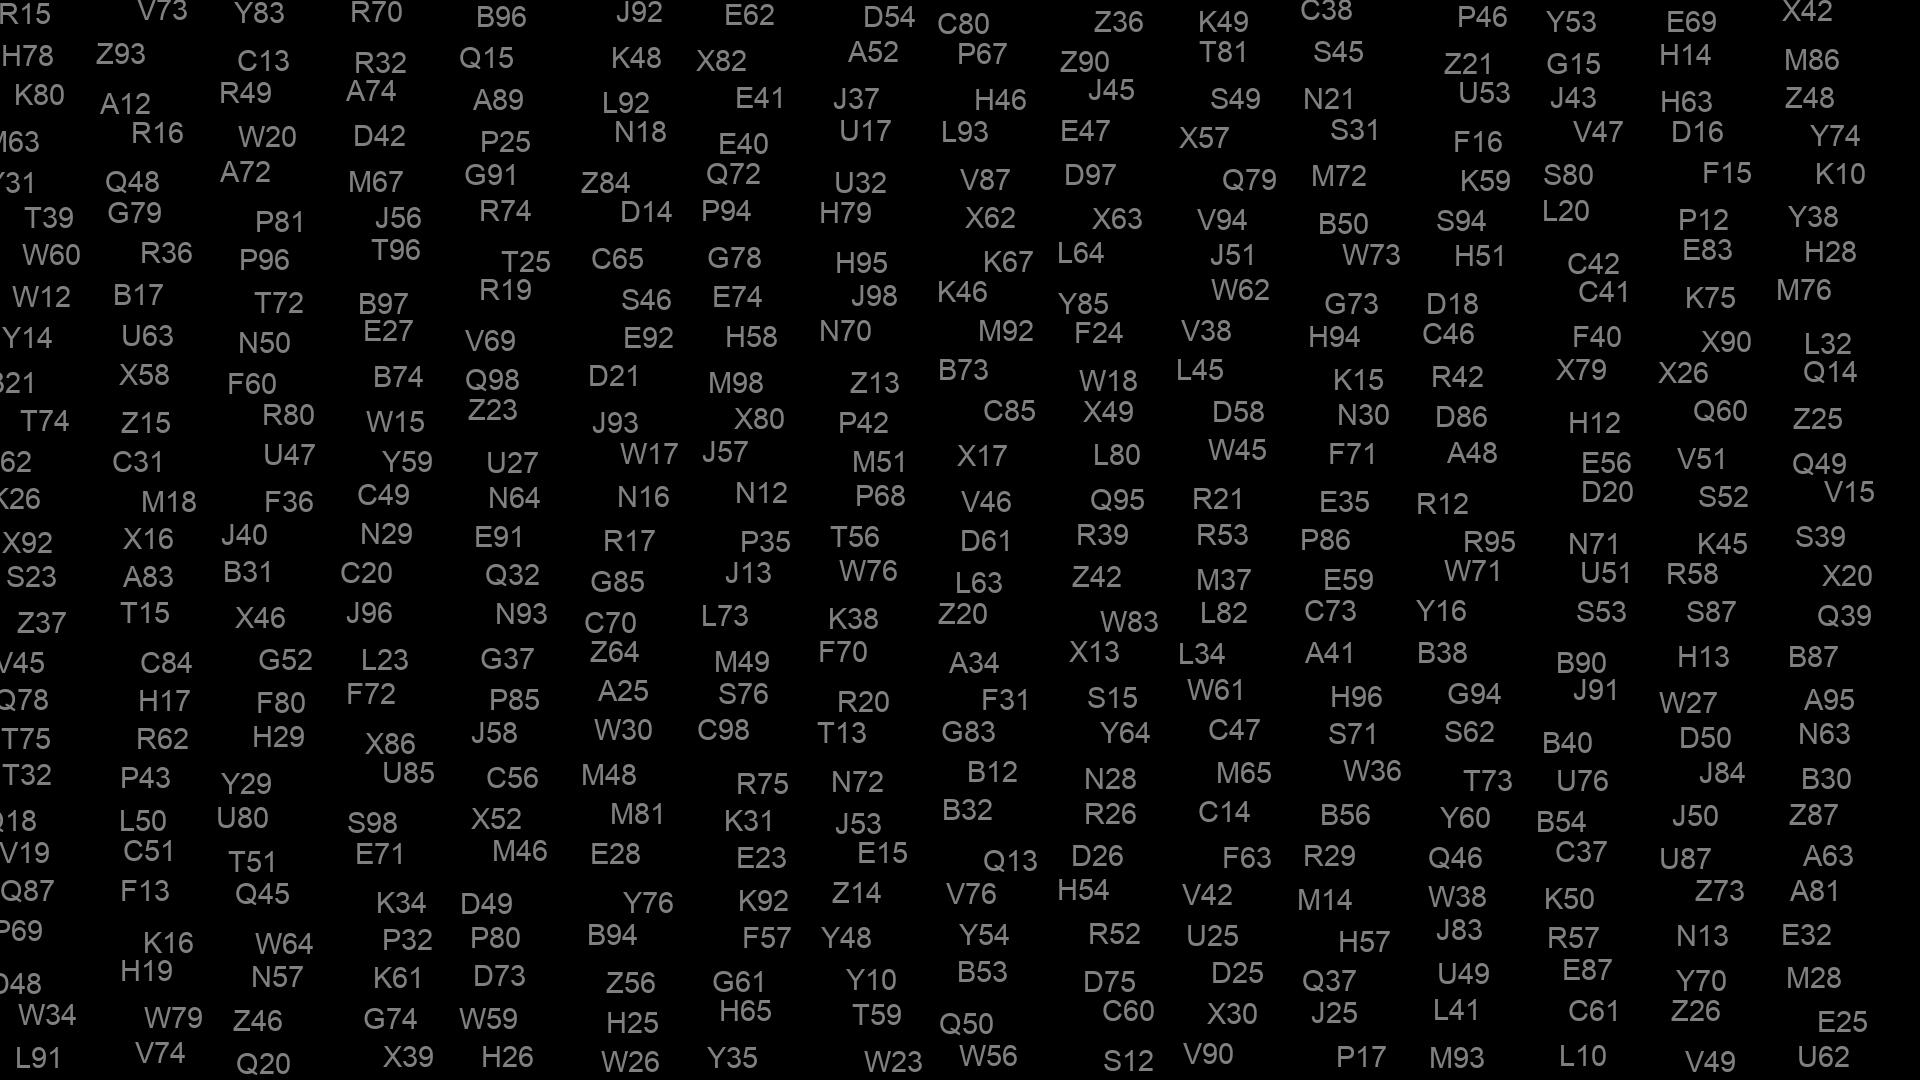 R15 V73 Y83 R70 B96 J92 E62 D54 C80 Z36 K49 C38 P46 Y53 E69 X42
H78 Z93 C13 R32 Q15 K48 X82 A52 P67 Z90 T81 S45 Z21 G15 H14 M86
K80 A12 R49 A74 A89 L92 E41 J37 H46 J45 S49 N21 U53 J43 H63 Z48
M63 R16 W20 D42 P25 N18 E40 U17 L93 E47 X57 S31 F16 V47 D16 Y74
Y31 Q48 A72 M67 G91 Z84 Q72 U32 V87 D97 Q79 M72 K59 S80 F15 K10
T39 G79 P81 J56 R74 D14 P94 H79 X62 X63 V94 B50 S94 L20 P12 Y38
W60 R36 P96 T96 T25 C65 G78 H95 K67 L64 J51 W73 H51 C42 E83 H28
W12 B17 T72 B97 R19 S46 E74 J98 K46 Y85 W62 G73 D18 C41 K75 M76
Y14 U63 N50 E27 V69 E92 H58 N70 M92 F24 V38 H94 C46 F40 X90 L32
B21 X58 F60 B74 Q98 D21 M98 Z13 B73 W18 L45 K15 R42 X79 X26 Q14
T74 Z15 R80 W15 Z23 J93 X80 P42 C85 X49 D58 N30 D86 H12 Q60 Z25
62 C31 U47 Y59 U27 W17 J57 M51 X17 L80 W45 F71 A48 E56 V51 Q49
K26 M18 F36 C49 N64 N16 N12 P68 V46 Q95 R21 E35 R12 D20 S52 V15
X92 X16 J40 N29 E91 R17 P35 T56 D61 R39 R53 P86 R95 N71 K45 S39
S23 A83 B31 C20 Q32 G85 J13 W76 L63 Z42 M37 E59 W71 U51 R58 X20
Z37 T15 X46 J96 N93 C70 L73 K38 Z20 W83 L82 C73 Y16 S53 S87 Q39
V45 C84 G52 L23 G37 Z64 M49 F70 A34 X13 L34 A41 B38 B90 H13 B87
Q78 H17 F80 F72 P85 A25 S76 R20 F31 S15 W61 H96 G94 J91 W27 A95
T75 R62 H29 X86 J58 W30 C98 T13 G83 Y64 C47 S71 S62 B40 D50 N63
T32 P43 Y29 U85 C56 M48 R75 N72 B12 N28 M65 W36 T73 U76 J84 B30
Q18 L50 U80 S98 X52 M81 K31 J53 B32 R26 C14 B56 Y60 B54 J50 Z87
V19 C51 T51 E71 M46 E28 E23 E15 Q13 D26 F63 R29 Q46 C37 U87 A63
Q87 F13 Q45 K34 D49 Y76 K92 Z14 V76 H54 V42 M14 W38 K50 Z73 A81
P69 K16 W64 P32 P80 B94 F57 Y48 Y54 R52 U25 H57 J83 R57 N13 E32
D48 H19 N57 K61 D73 Z56 G61 Y10 B53 D75 D25 Q37 U49 E87 Y70 M28
W34 W79 Z46 G74 W59 H25 H65 T59 Q50 C60 X30 J25 L41 C61 Z26 E25
L91 V74 Q20 X39 H26 W26 Y35 W23 W56 S12 V90 P17 M93 L10 V49 U62